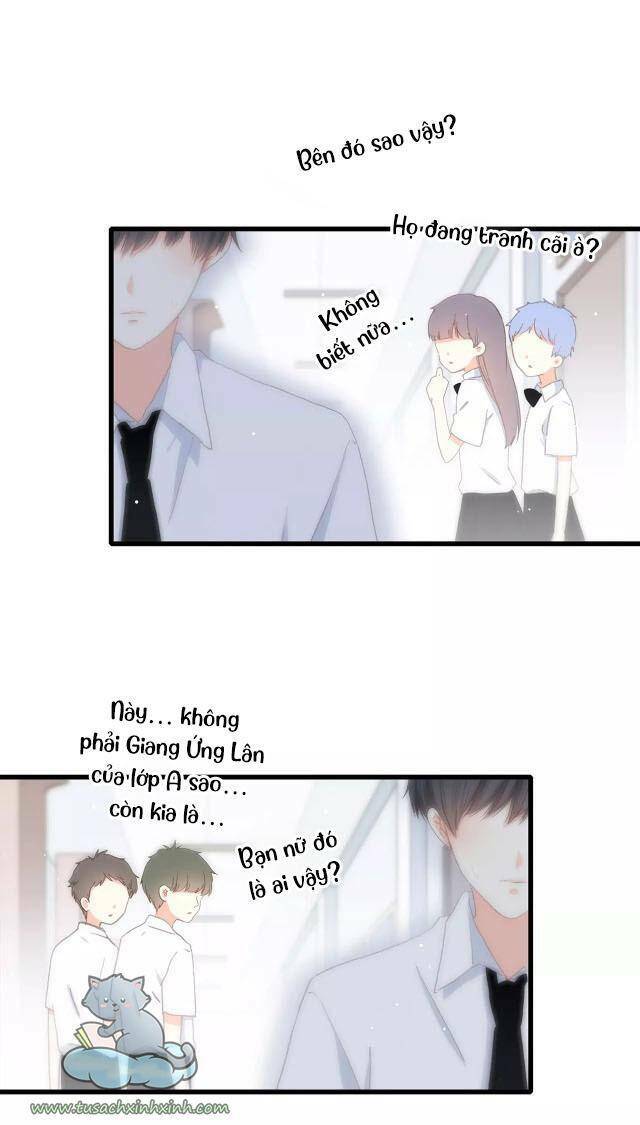 Bên đó sao vậy?
Họ đang tranh cãi à?
Không
biết nữa...
Này... không
phải Giang Ứng Lân
của lớp A sao...
còn kia là...
Bạn nữ đó
là ai vậy?
www.tusachxinhxinh.com